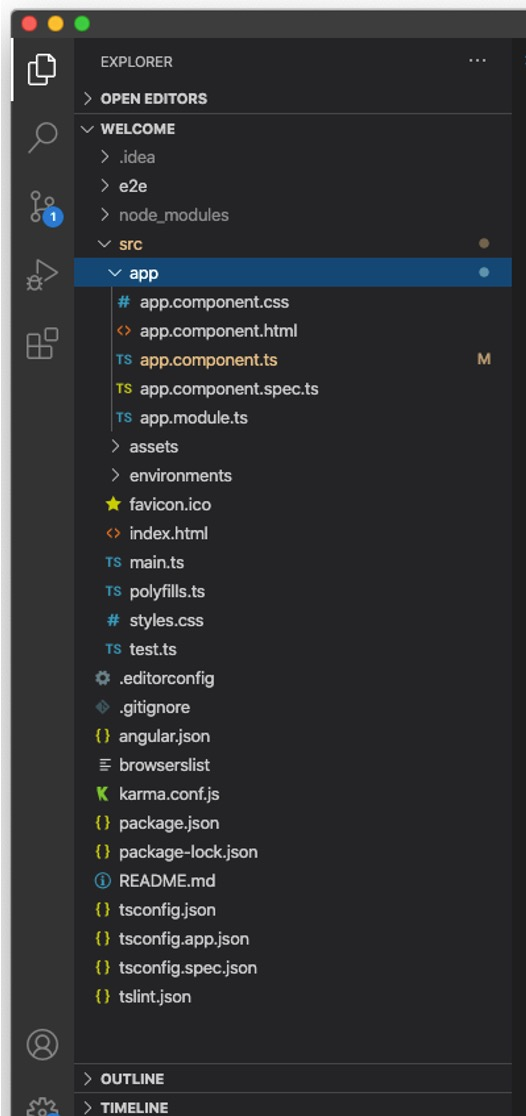 EXPLORER ...
OPEN EDITORS
WELCOME
.idea
e2e
node_modules
1
src
app
# app.component.css
<> app.component.html
TS app.component.ts M
TS app.component.spec.ts
TS app.module.ts
assets
environments
favicon.ico
<> index.html
TS main.ts
TS polyfills.ts
# styles.css
TS test.ts
.editorconfig
.gitignore
{} angular.json
browserslist
karma.conf.js
{} package.json
{} package-lock.json
README.md
{} tsconfig.json
{} tsconfig.app.json
{} tsconfig.spec.json
{} tslint.json
OUTLINE
TIMELINE